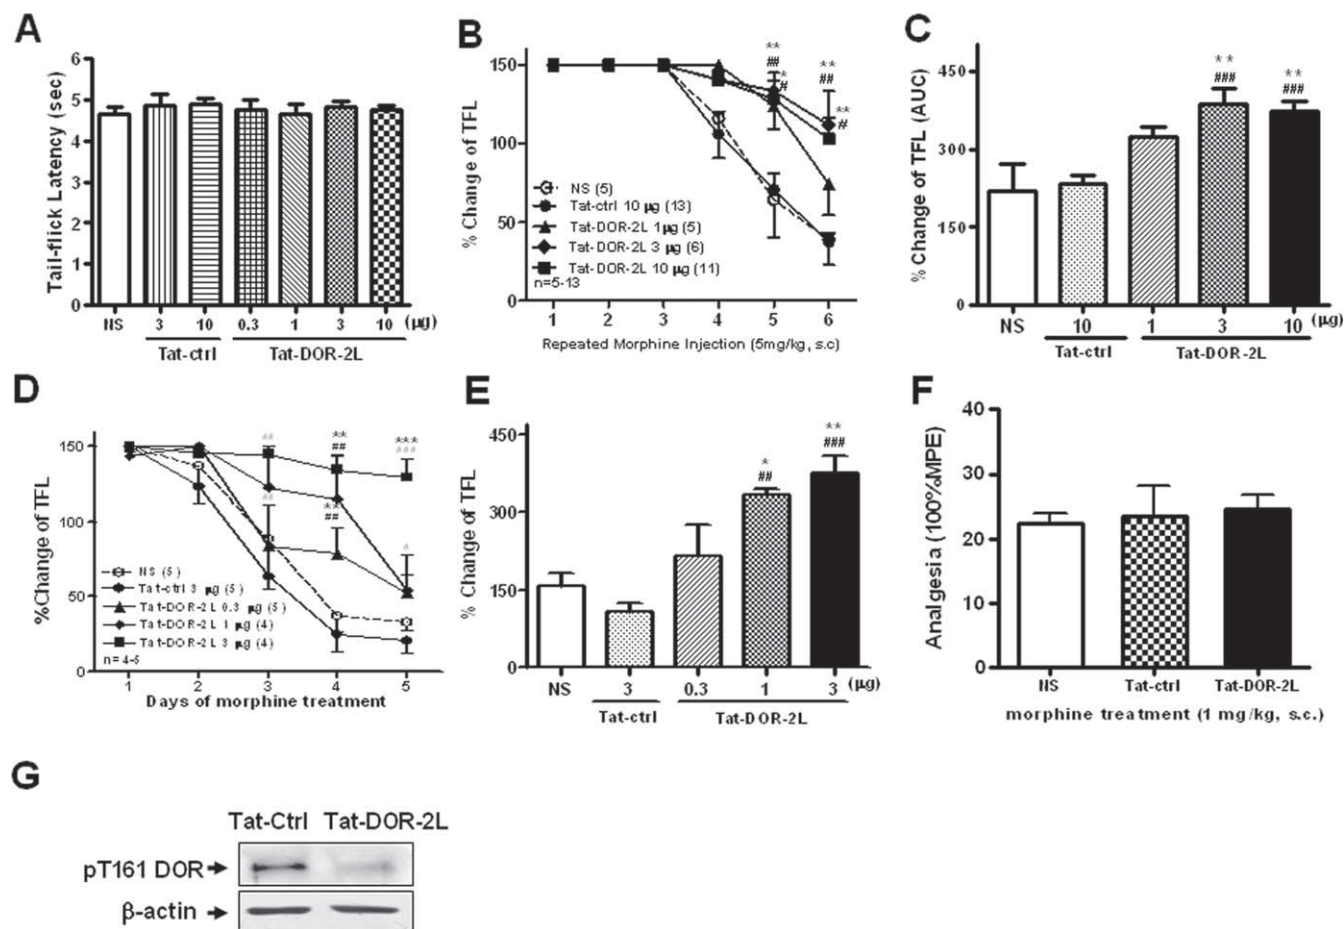 A
Tail-flick Latency (sec)
6
5
4
3
2
1
0
NS 3 10 0.3 1 3 10 (μg)
Tat-ctrl Tat-DOR-2L
B
% Change of TFL
150
100
50
0
** ## * # ** ## ** #
NS (5)
Tat-ctrl 10 μg (13)
Tat-DOR-2L 1μg (5)
Tat-DOR-2L 3 μg (6)
Tat-DOR-2L 10 μg (11)
n=5-13
1 2 3 4 5 6
Repeated Morphine Injection (5mg/kg, s.c)
C
% Change of TFL (AUC)
450
300
150
0
** **
### ###
NS 10 1 3 10 (μg)
Tat-ctrl Tat-DOR-2L
D
%Change of TFL
150
100
50
0
## ** ## *** ###
## ** ## #
NS (5)
Tat-ctrl 3 μg (5)
Tat-DOR-2L 0.3 μg (5)
Tat-DOR-2L 1 μg (4)
Tat-DOR-2L 3 μg (4)
n= 4-5
1 2 3 4 5
Days of morphine treatment
E
% Change of TFL
450
300
150
0
* **
## ###
NS 3 0.3 1 3 (μg)
Tat-ctrl Tat-DOR-2L
F
Analgesia (100%MPE)
40
30
20
10
0
NS Tat-ctrl Tat-DOR-2L
morphine treatment (1 mg/kg, s.c.)
G
Tat-Ctrl Tat-DOR-2L
pT161 DOR
β-actin